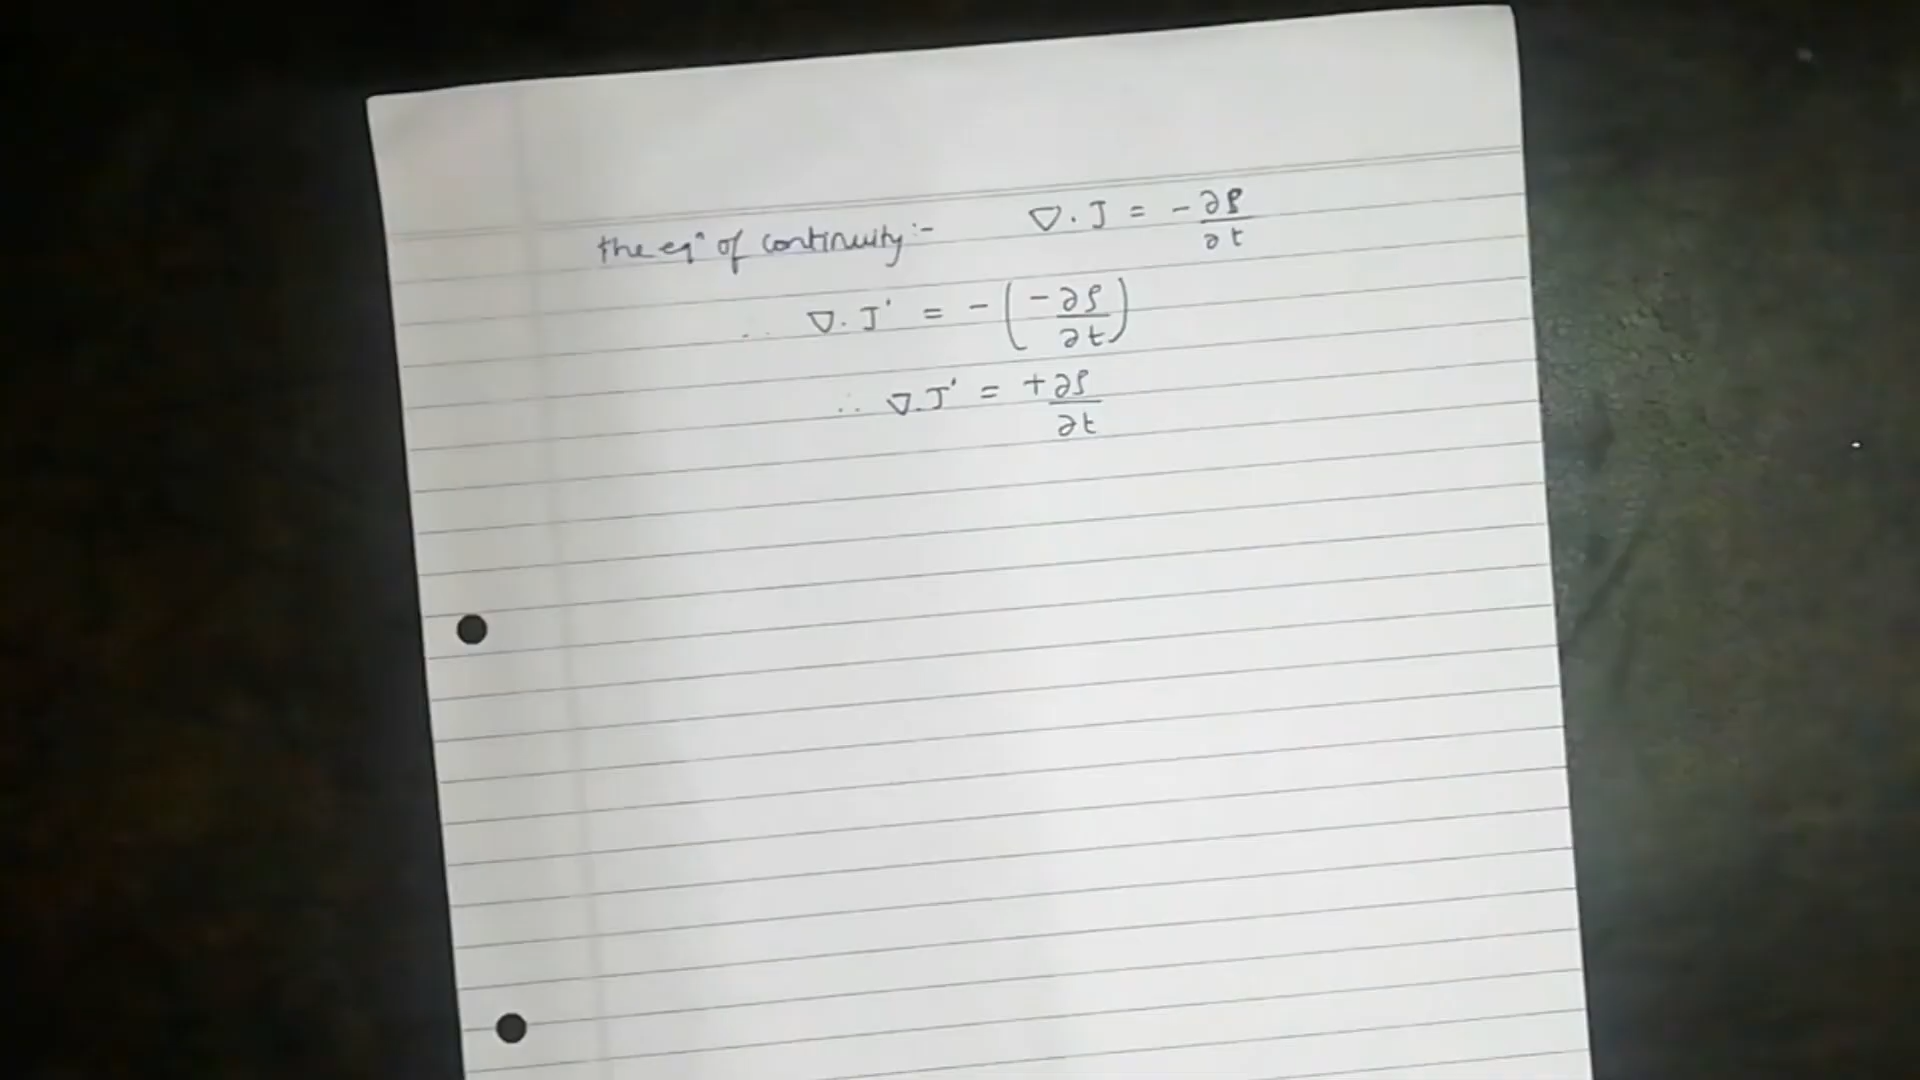 the eqⁿ of continuity :- ∇. J = - ∂ρ/∂t
∴ ∇. J' = - (-∂ρ/∂t)
∴ ∇.J' = +∂ρ/∂t